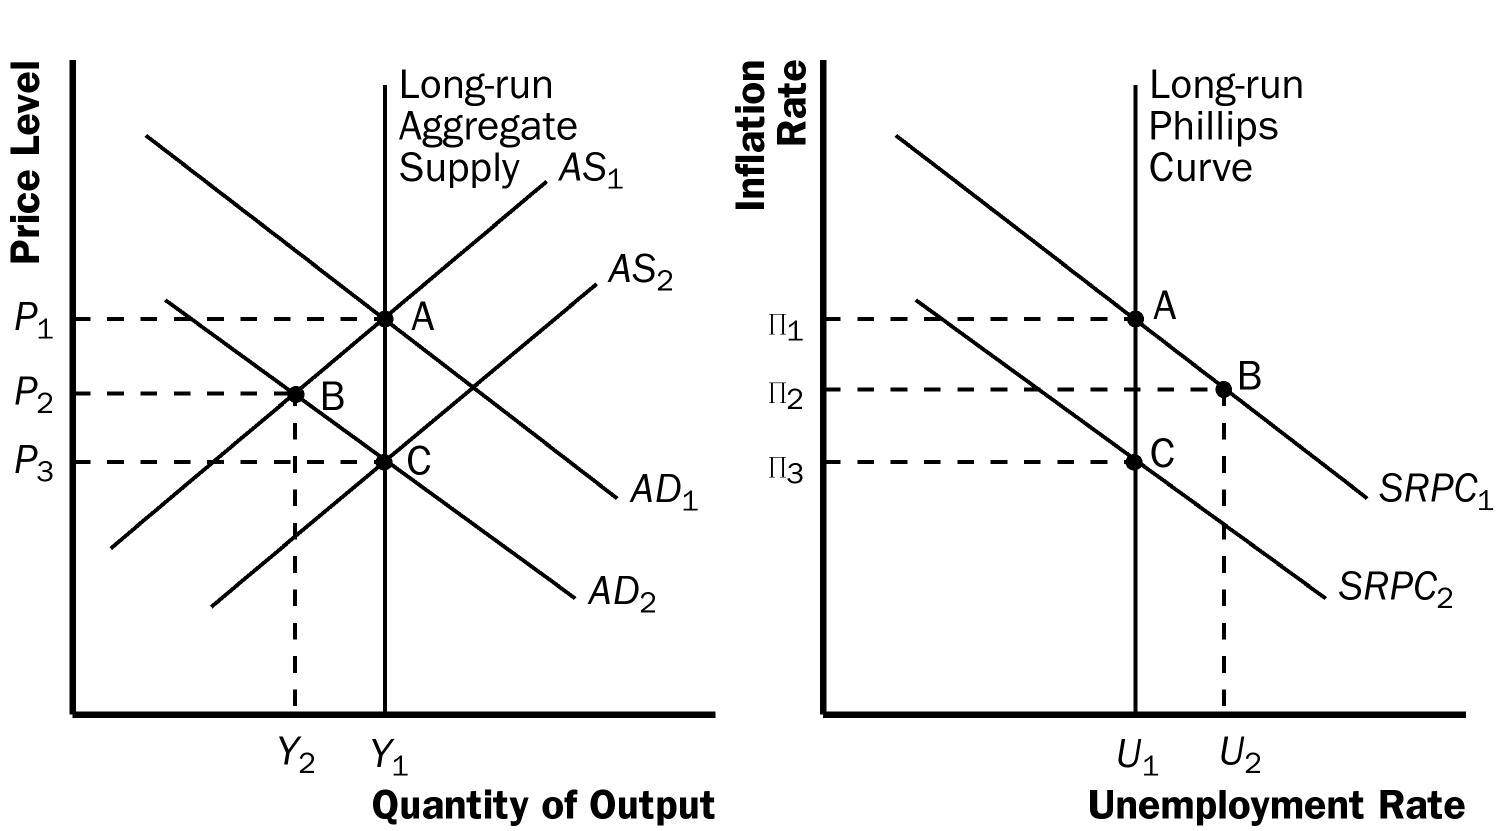 Price Level
Long-run
Aggregate
Supply
AS1
AS2
P1
A
P2
B
P3
C
AD1
AD2
Y2
Y1
Quantity of Output
Inflation
Rate
Long-run
Phillips
Curve
Π1
A
Π2
B
Π3
C
SRPC1
SRPC2
U1
U2
Unemployment Rate